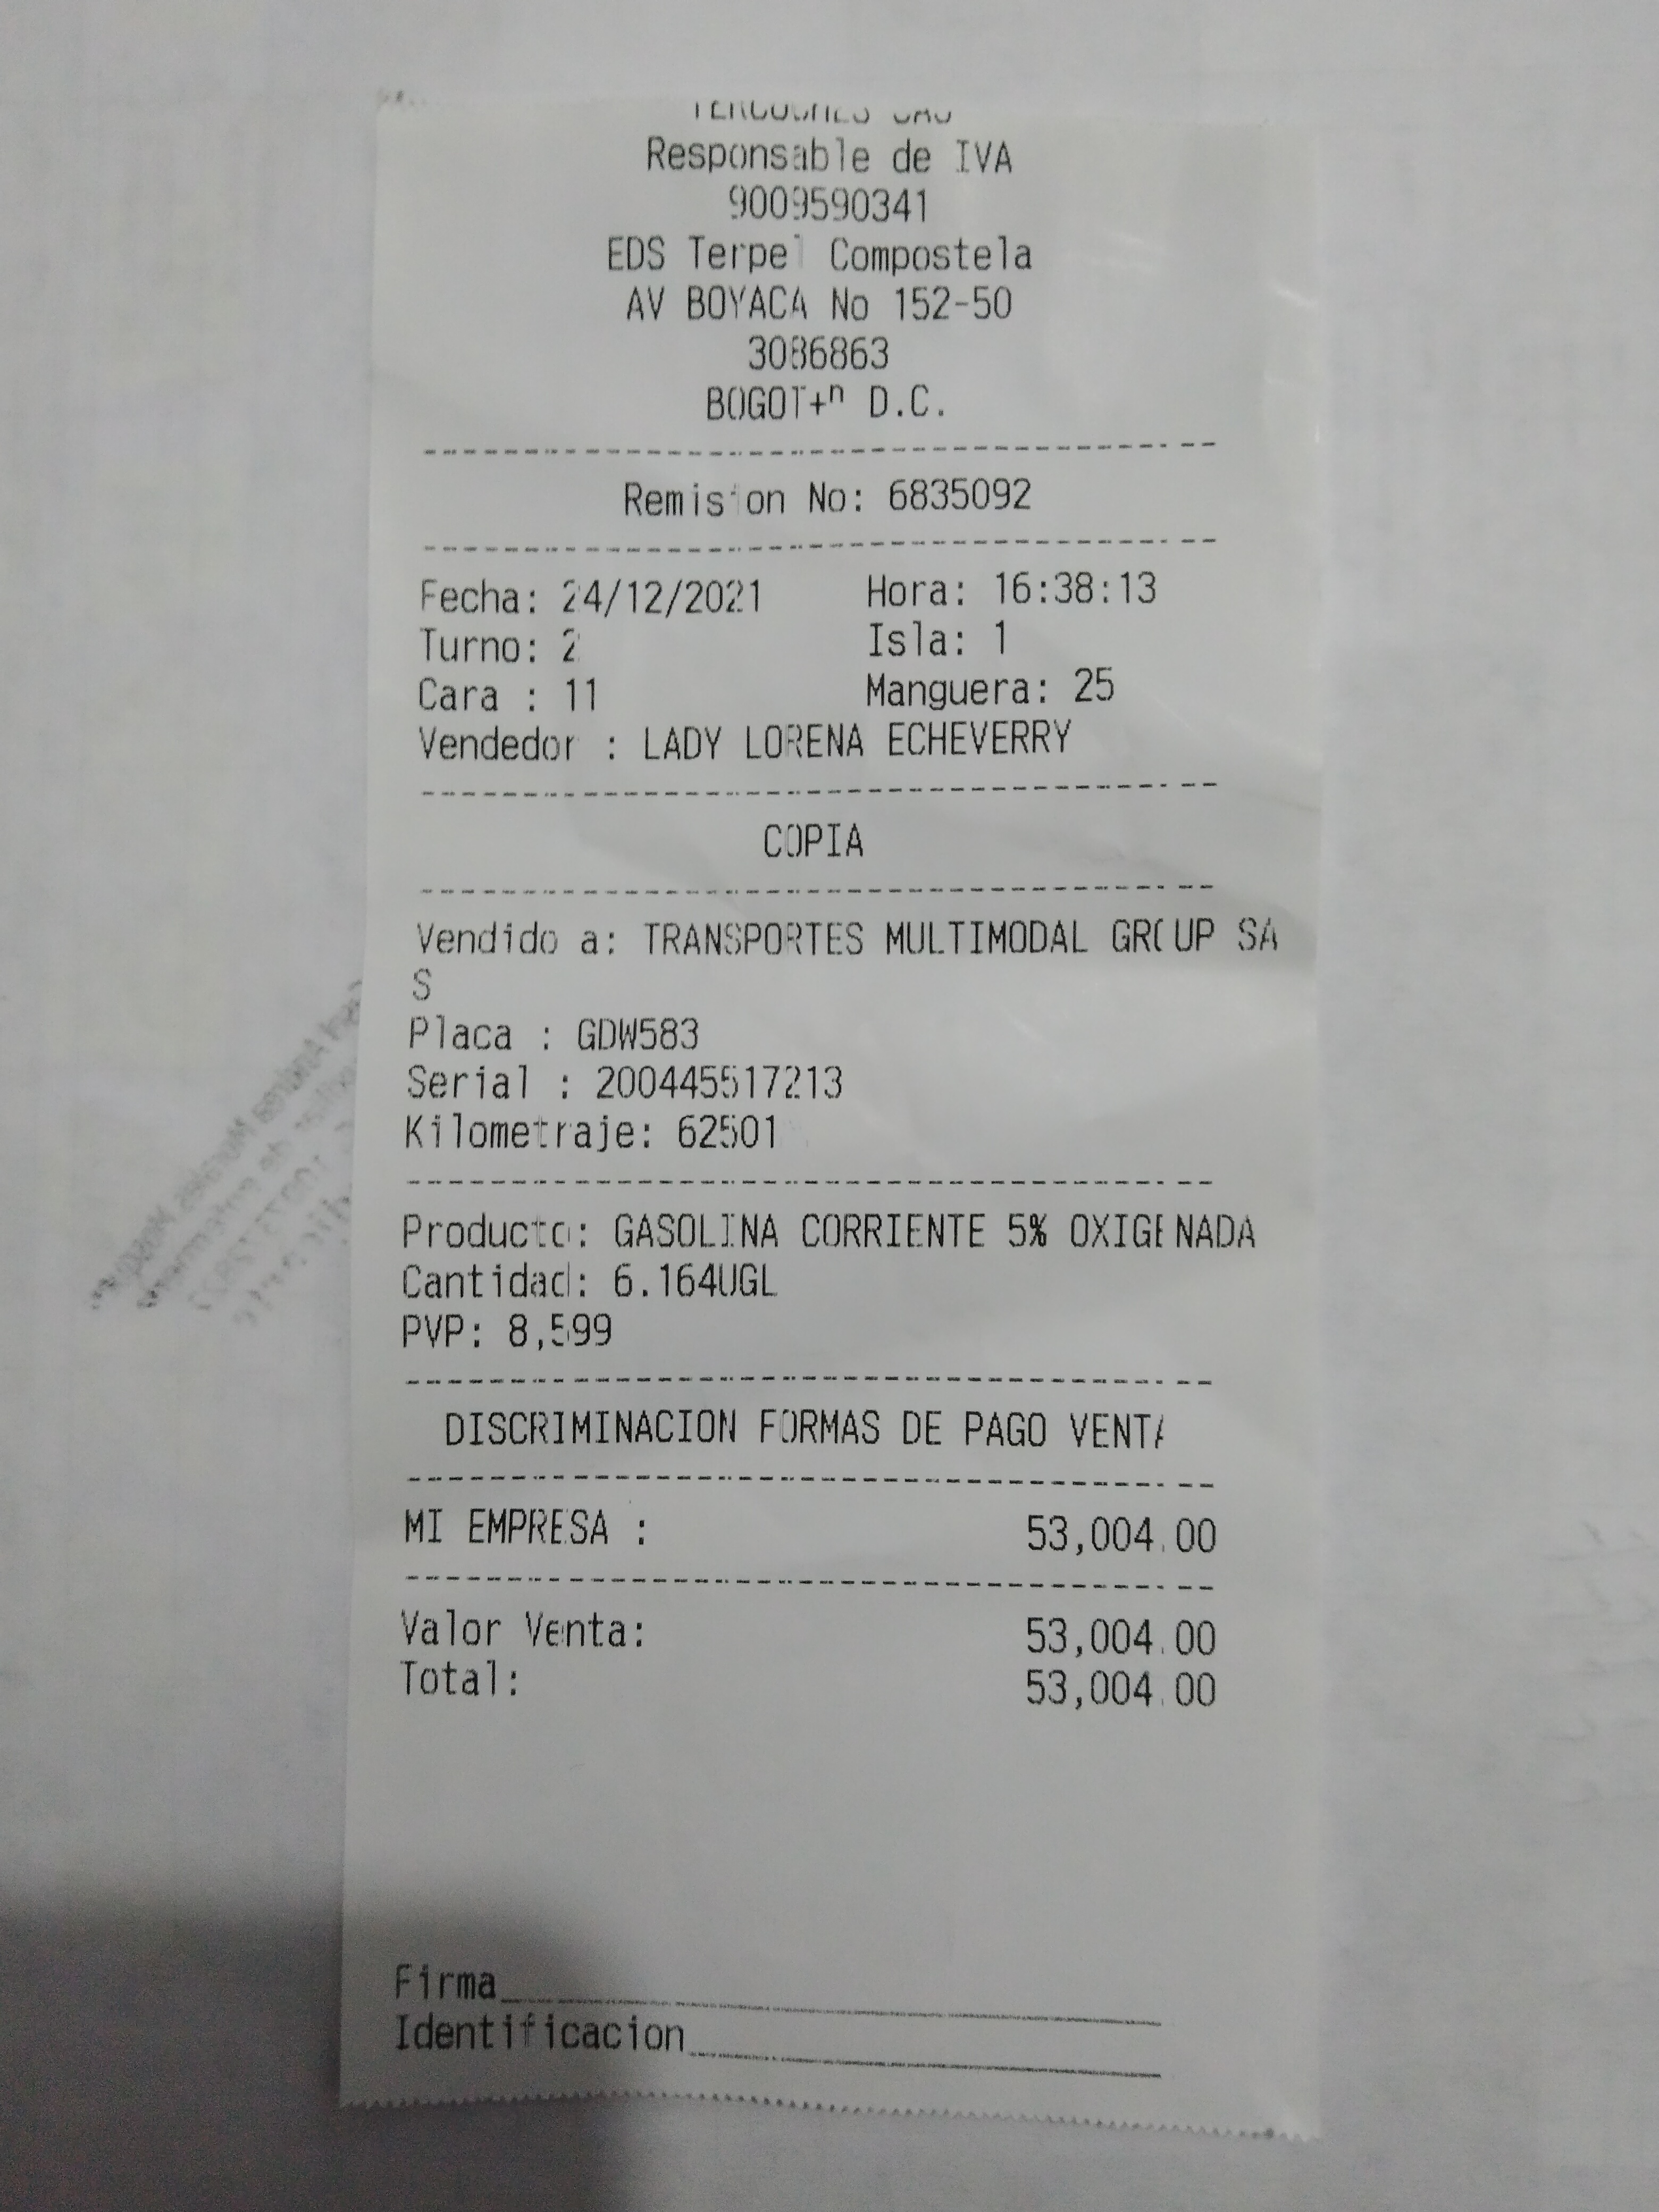 Responsable de IVA
9009590341
EDS Terpel Compostela
AV BOYACA No 152-50
3086863
BOGOT+ⁿ D.C.
Remision No: 6835092
Fecha: 24/12/2021 Hora: 16:38:13
Turno: 2 Isla: 1
Cara : 11 Manguera: 25
Vendedor : LADY LORENA ECHEVERRY
COPIA
Vendido a: TRANSPORTES MULTIMODAL GROUP SA
S
Placa : GDW583
Serial : 200445517213
Kilometraje: 62501
Producto: GASOLINA CORRIENTE 5% OXIGENADA
Cantidad: 6.164UGL
PVP: 8,599
DISCRIMINACION FORMAS DE PAGO VENTA
MI EMPRESA : 53,004.00
Valor Venta: 53,004.00
Total: 53,004.00
Firma
Identificacion